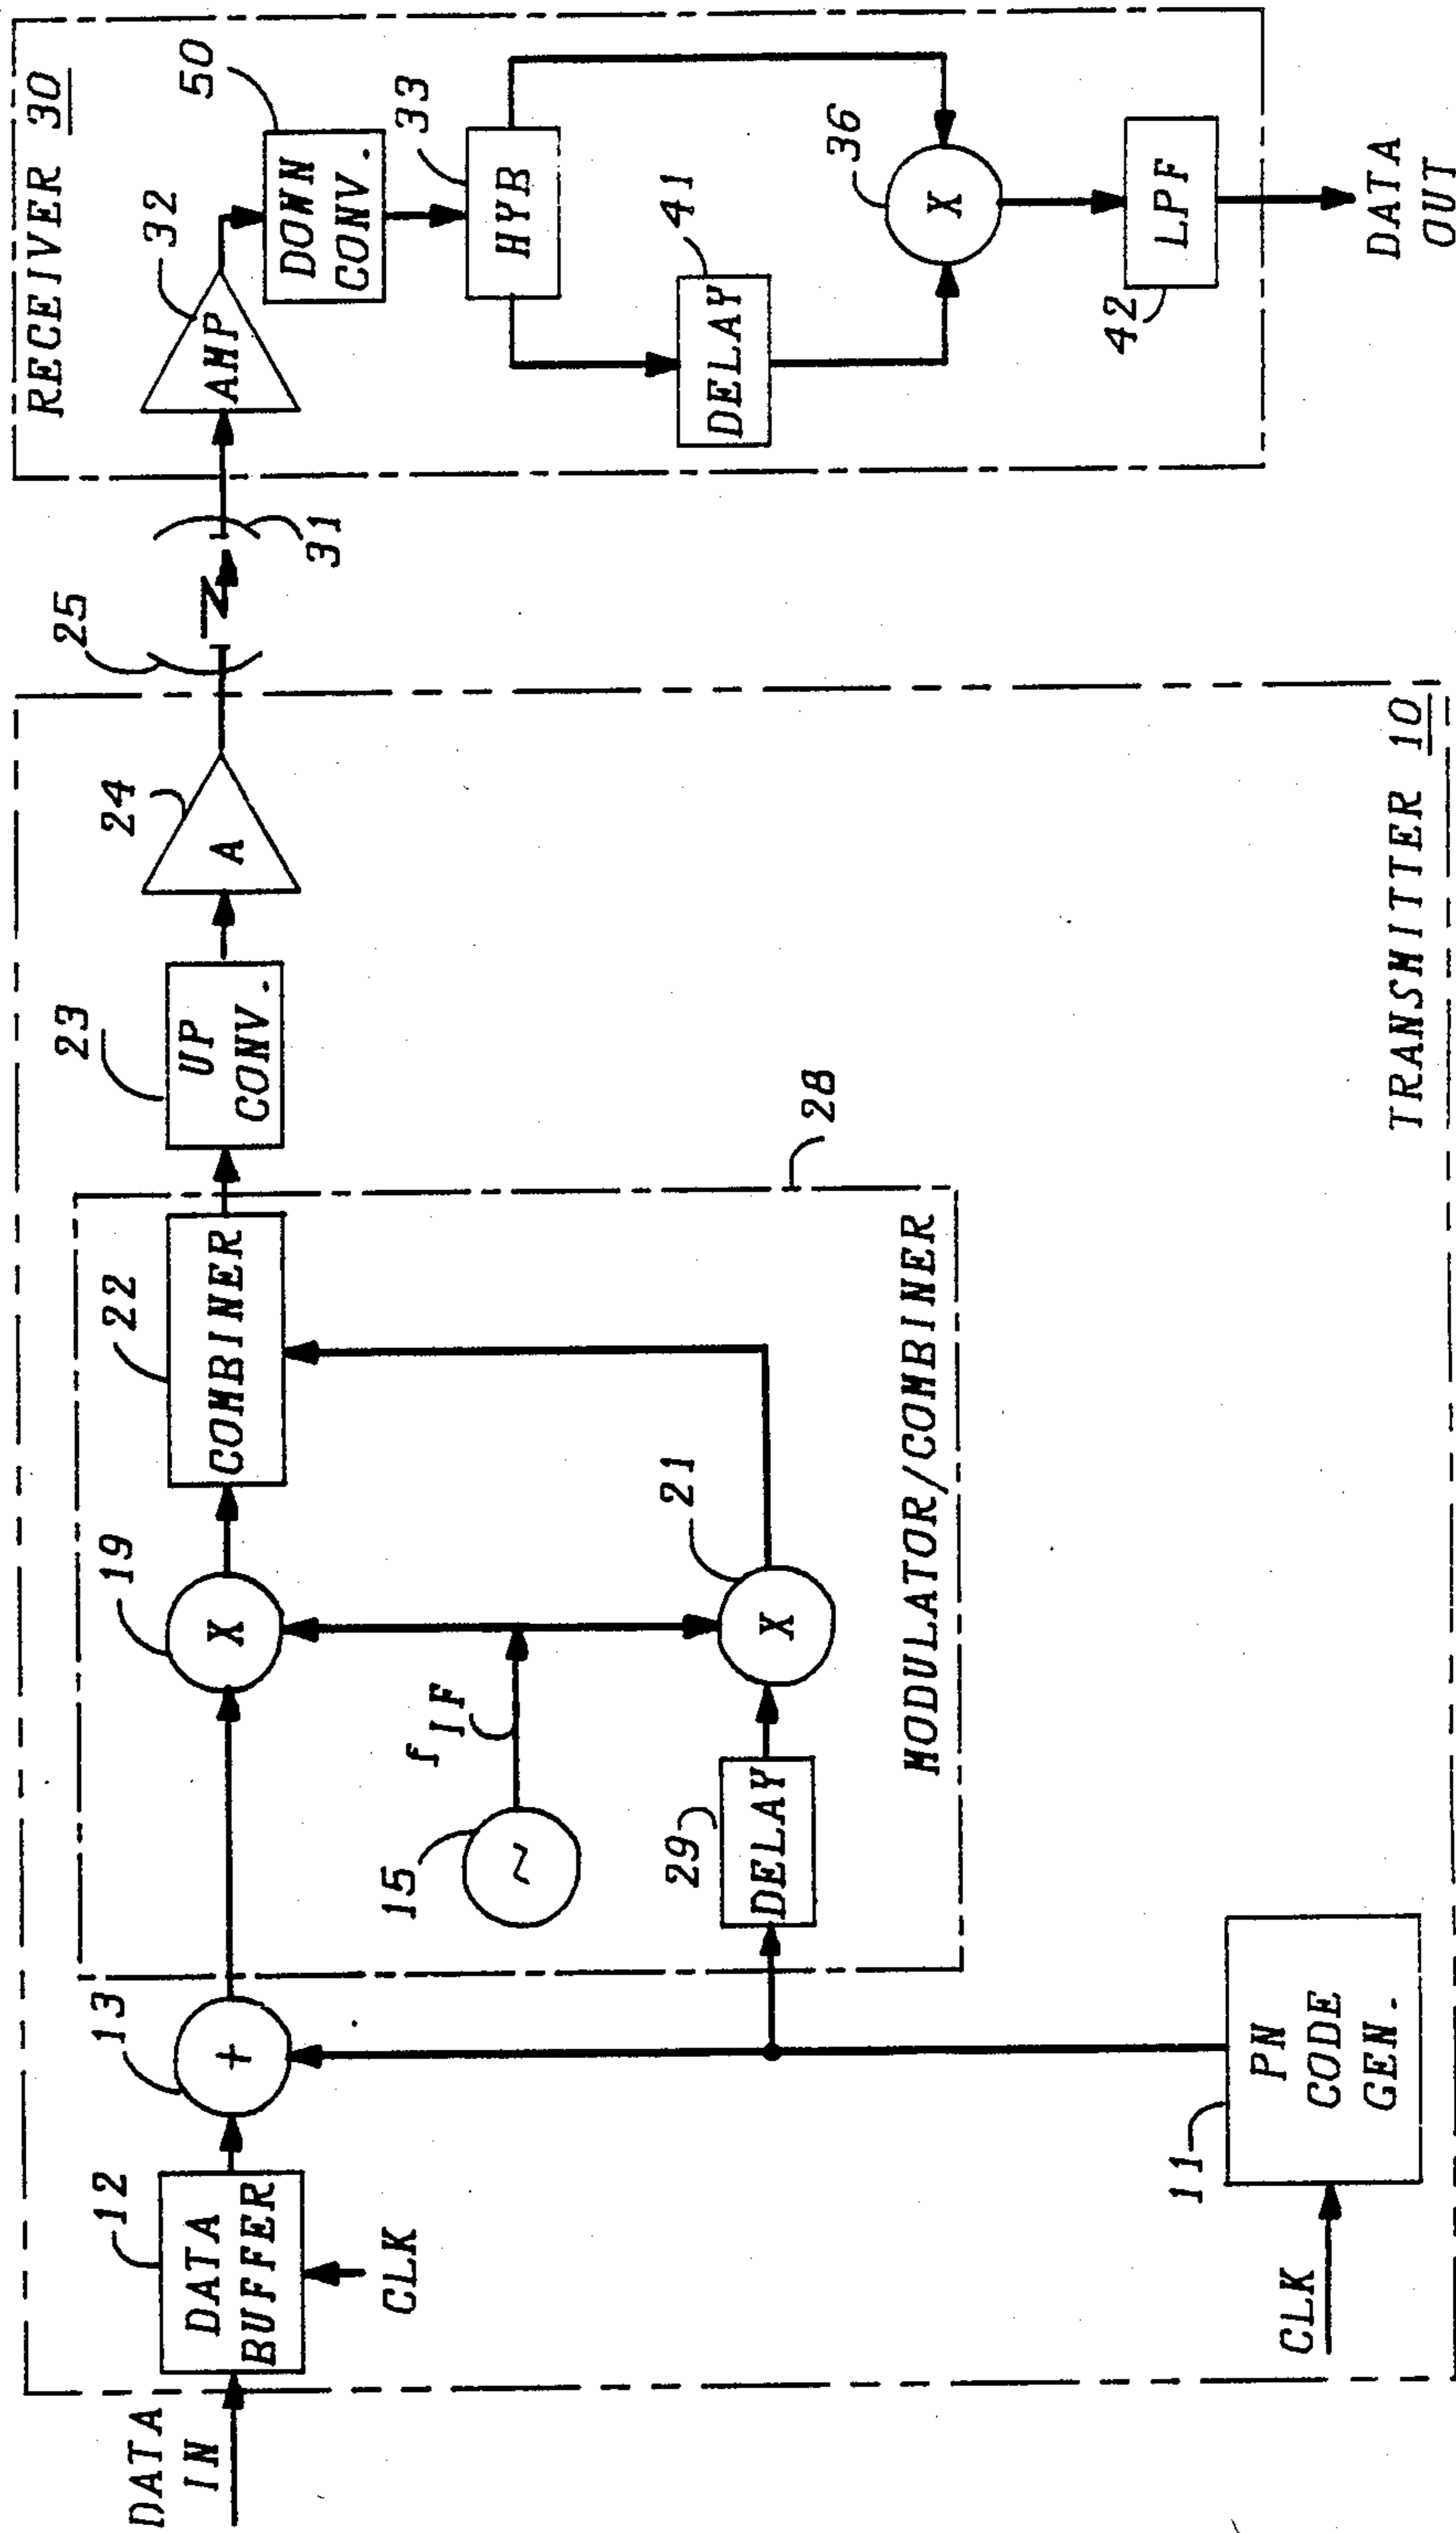 DATA
IN
12
DATA
BUFFER
CLK
13
+
11
PN
CODE
GEN.
CLK
19
X
15
~
f IF
29
DELAY
21
X
22
COMBINER
MODULATOR/COMBINER
28
23
UP
CONV.
24
A
TRANSMITTER 10
25
31
RECEIVER 30
32
AMP
50
DOWN
CONV.
33
HYB
41
DELAY
36
X
42
LPF
DATA
OUT